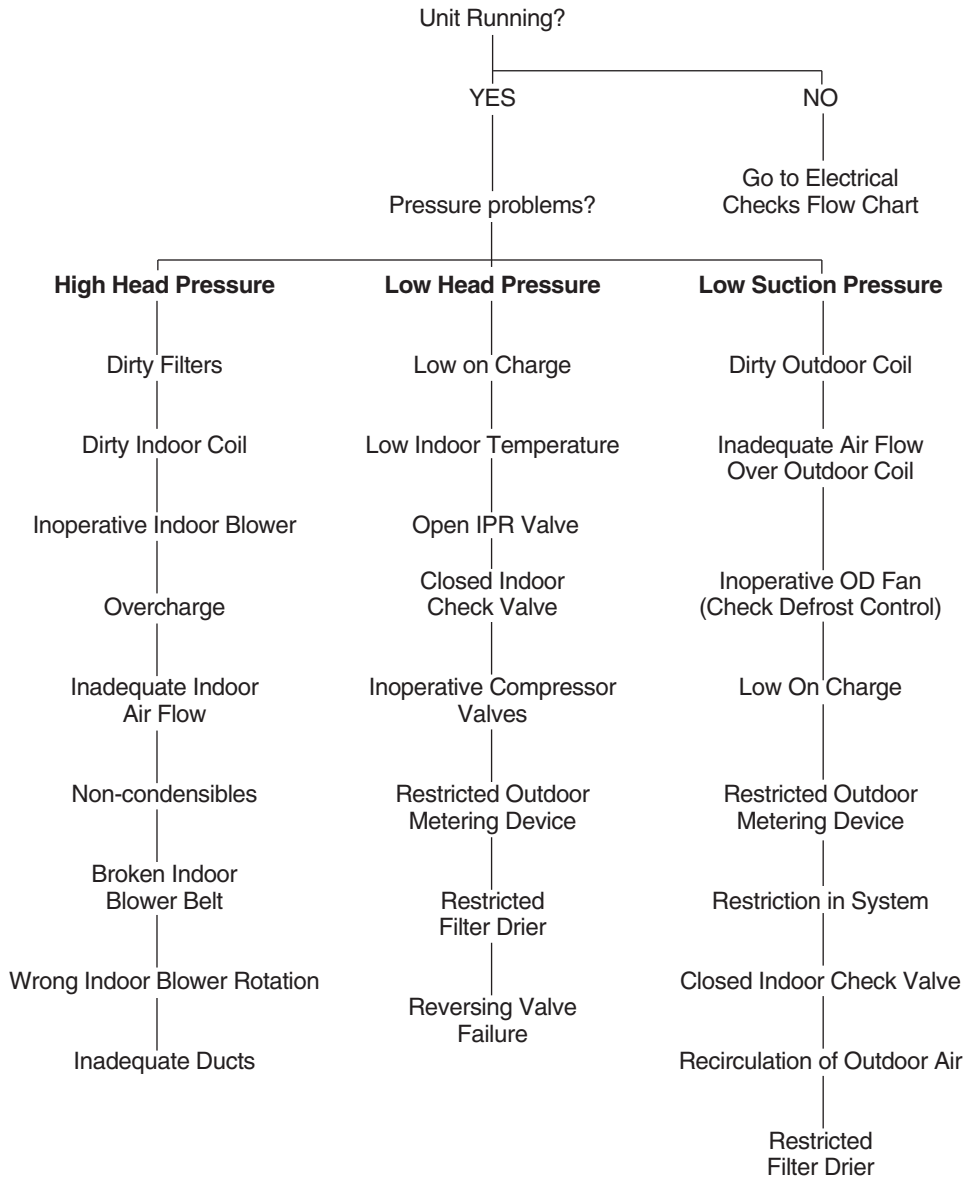 Unit Running?
YES
NO
Go to Electrical
Checks Flow Chart
Pressure problems?
High Head Pressure
Low Head Pressure
Low Suction Pressure
Dirty Filters
Dirty Indoor Coil
Inoperative Indoor Blower
Overcharge
Inadequate Indoor
Air Flow
Non-condensibles
Broken Indoor
Blower Belt
Wrong Indoor Blower Rotation
Inadequate Ducts
Low on Charge
Low Indoor Temperature
Open IPR Valve
Closed Indoor
Check Valve
Inoperative Compressor
Valves
Restricted Outdoor
Metering Device
Restricted
Filter Drier
Reversing Valve
Failure
Dirty Outdoor Coil
Inadequate Air Flow
Over Outdoor Coil
Inoperative OD Fan
(Check Defrost Control)
Low On Charge
Restricted Outdoor
Metering Device
Restriction in System
Closed Indoor Check Valve
Recirculation of Outdoor Air
Restricted
Filter Drier